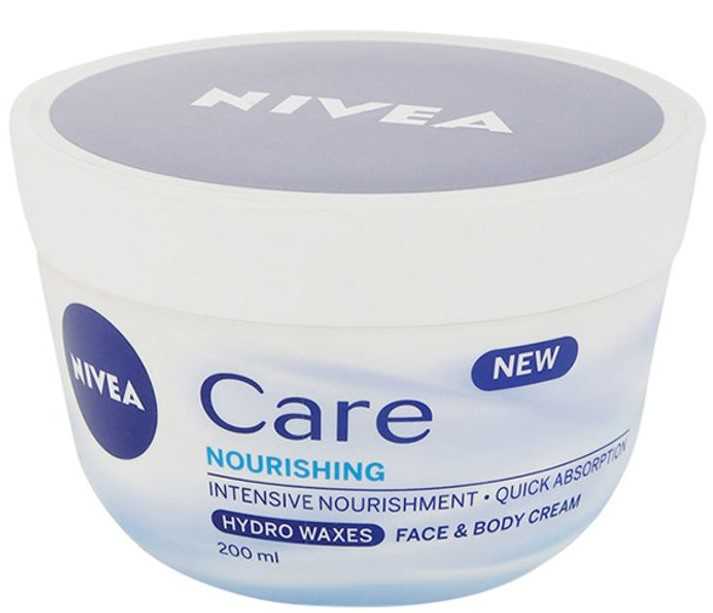 NIVEA
NIVEA
NEW
Care
NOURISHING
INTENSIVE NOURISHMENT • QUICK ABSORPTION
HYDRO WAXES FACE & BODY CREAM
200 ml